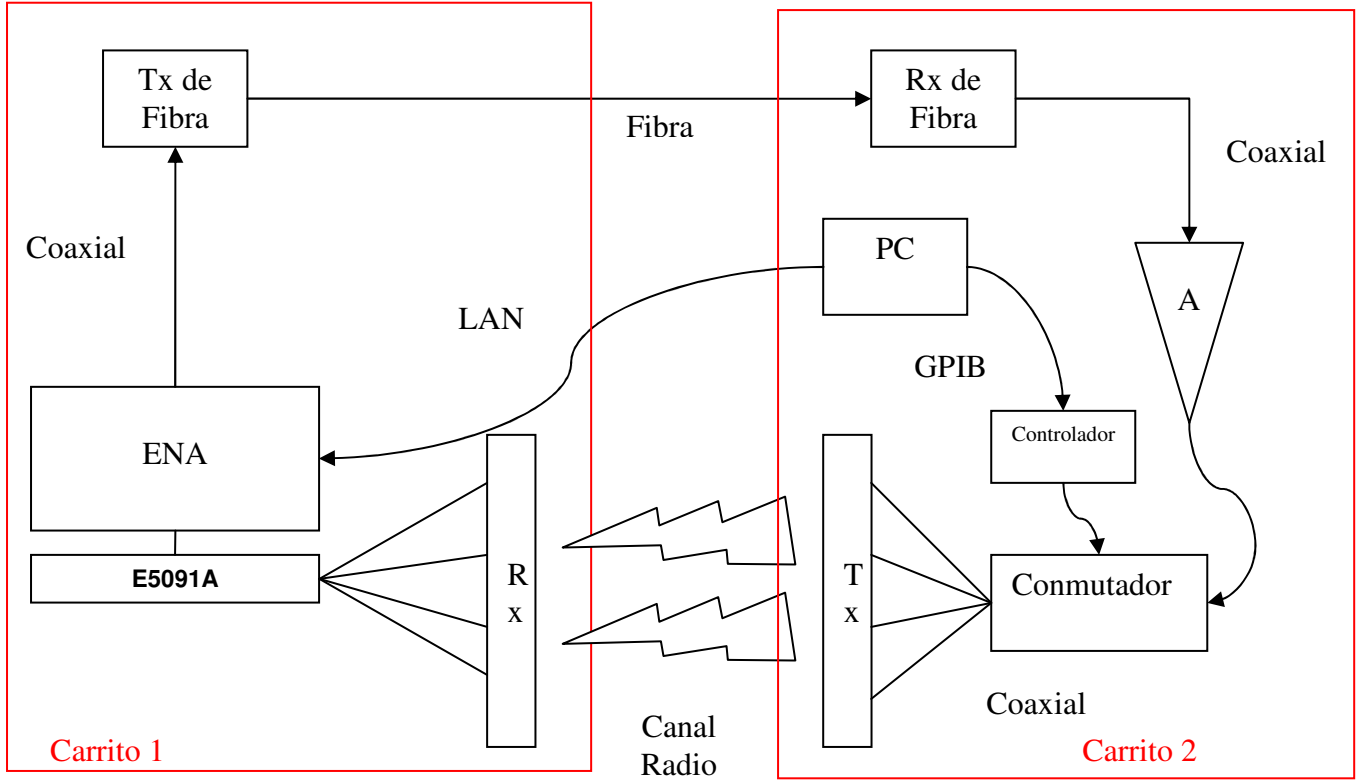 Tx de
Fibra
Rx de
Fibra
Fibra
Coaxial
Coaxial
PC
A
LAN
GPIB
Controlador
ENA
E5091A
R
x
T
x
Conmutador
Coaxial
Canal
Radio
Carrito 1
Carrito 2